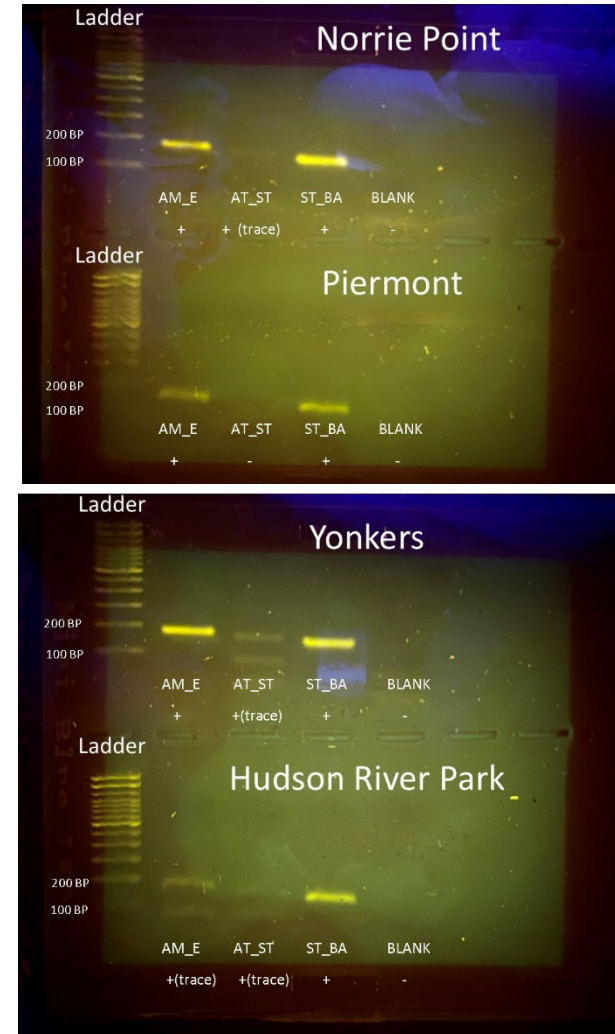 Ladder
Norrie Point
200 BP
100 BP
AM_E AT_ST ST_BA BLANK
+ + (trace) + -
Ladder
Piermont
200 BP
100 BP
AM_E AT_ST ST_BA BLANK
+ - + -
Ladder
Yonkers
200 BP
100 BP
AM_E AT_ST ST_BA BLANK
+ +(trace) + -
Ladder
Hudson River Park
200 BP
100 BP
AM_E AT_ST ST_BA BLANK
+(trace) +(trace) + -